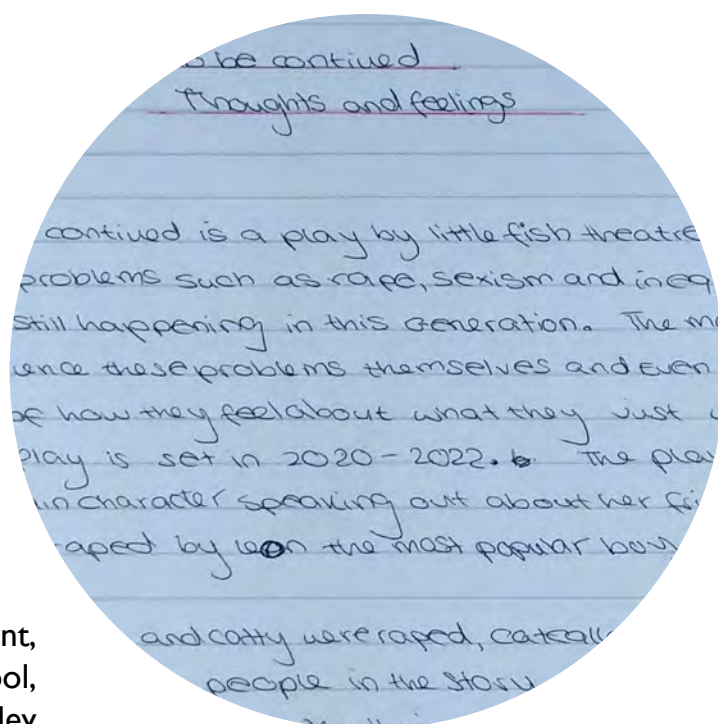 o be contiued
Thoughts and feelings
contiued is a play by little fish theatre
problems such as rape, sexism and ineq
still happening in this Generation. The m
ence these problems themselves and Even
of how they feel about what they just
play is set in 2020-2022. The play
in character speaking out about her fri
raped by leon the most popular boy
and catty were raped, catcall
people in the story
nt,
ool,
ley